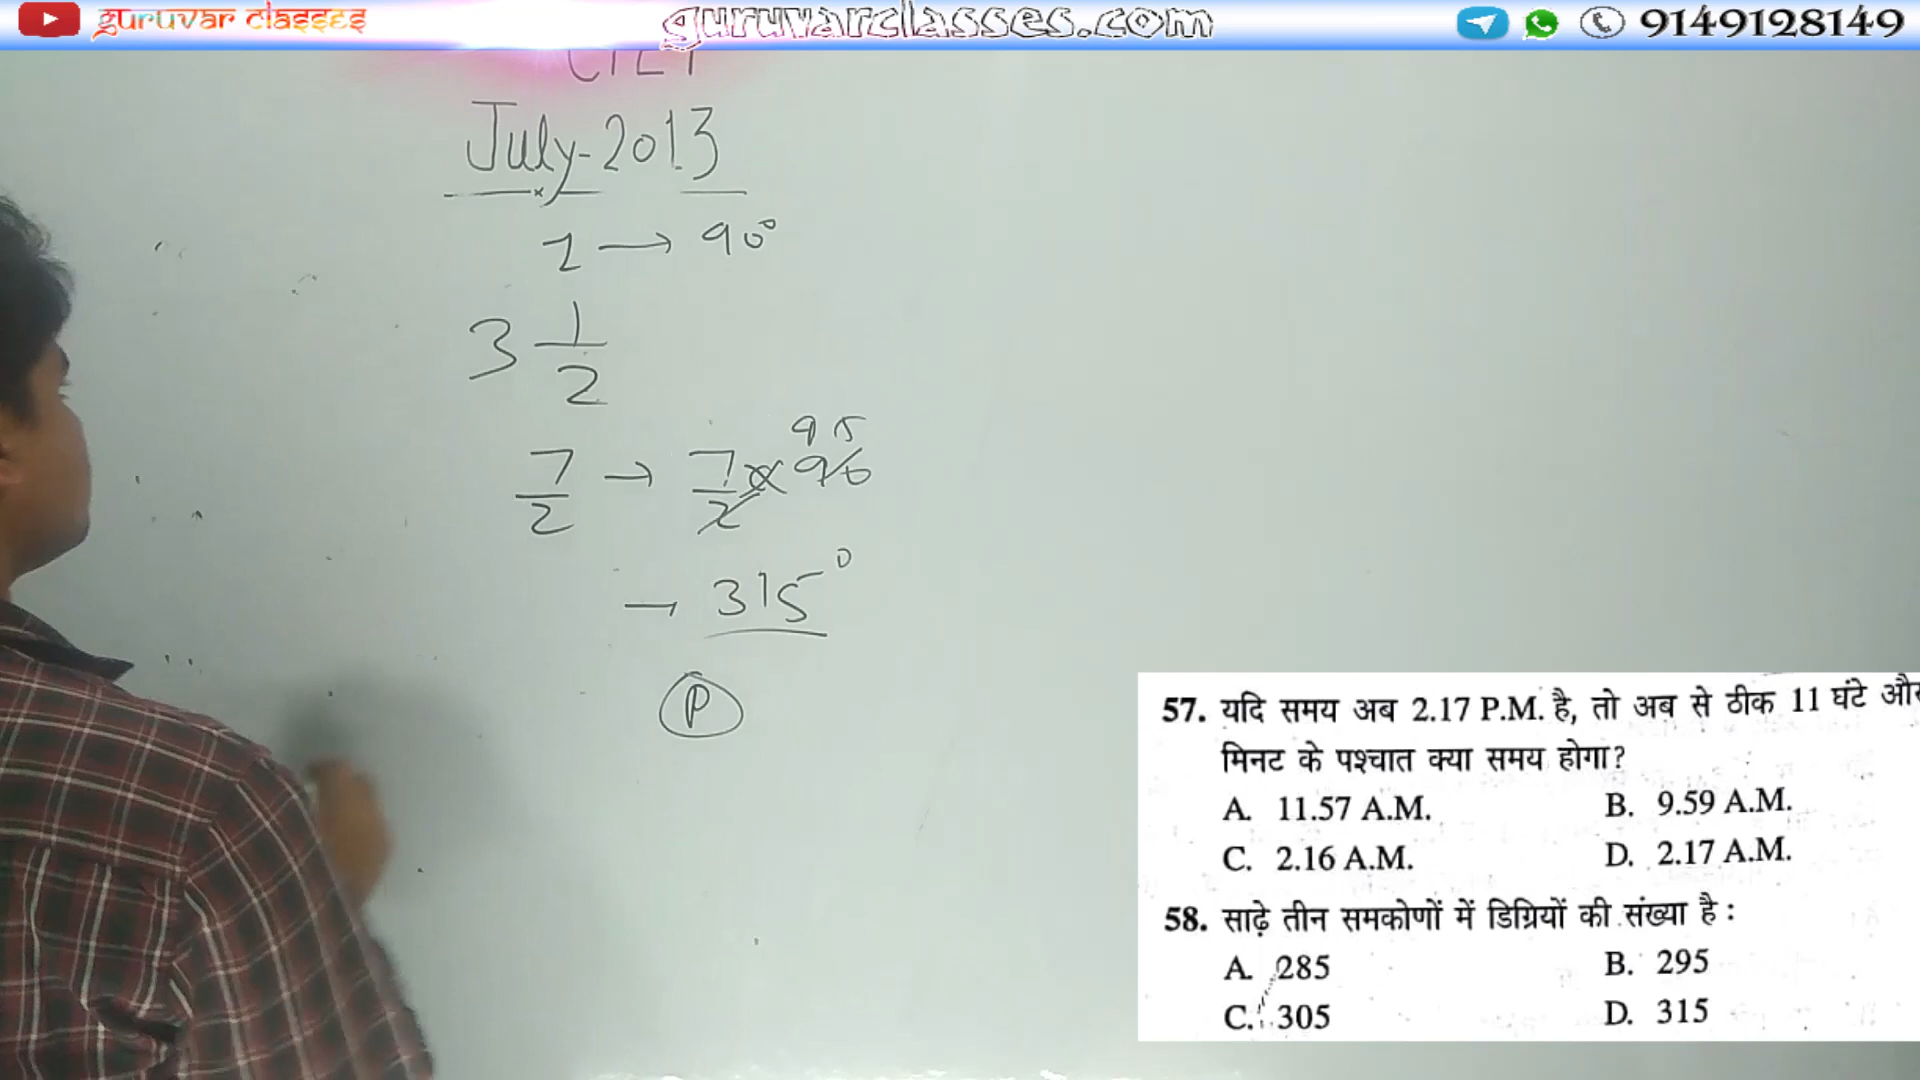 guruvar classes
guruvarclasses.com
9149128149
CTET
July-2013
1 → 90°
3 1/2
7/2 → 7/2 × 90
45
→ 315°
D
57. यदि समय अब 2.17 P.M. है, तो अब से ठीक 11 घंटे और
मिनट के पश्चात क्या समय होगा?
A. 11.57 A.M. B. 9.59 A.M.
C. 2.16 A.M. D. 2.17 A.M.
58. साढ़े तीन समकोणों में डिग्रियों की संख्या है :
A. 285 B. 295
C. 305 D. 315